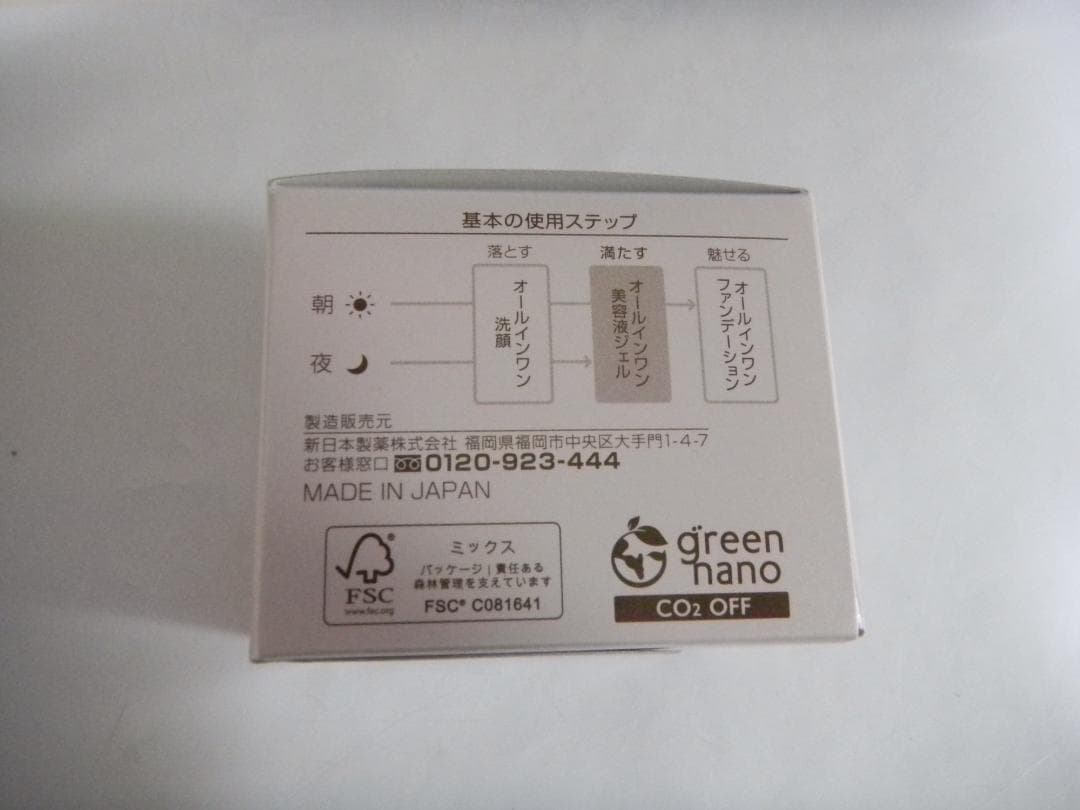 基本の使用ステップ
落とす 満たす 魅せる
朝
夜
オールインワン
洗顔
オールインワン
美容液ジェル
オールインワン
ファンデーション
製造販売元
新日本製薬株式会社 福岡県福岡市中央区大手門1-4-7
お客様窓口 0120-923-444
MADE IN JAPAN
FSC®
www.fsc.org
ミックス
パッケージ|責任ある
森林管理を支えています
FSC® C081641
green
nano
CO2 OFF